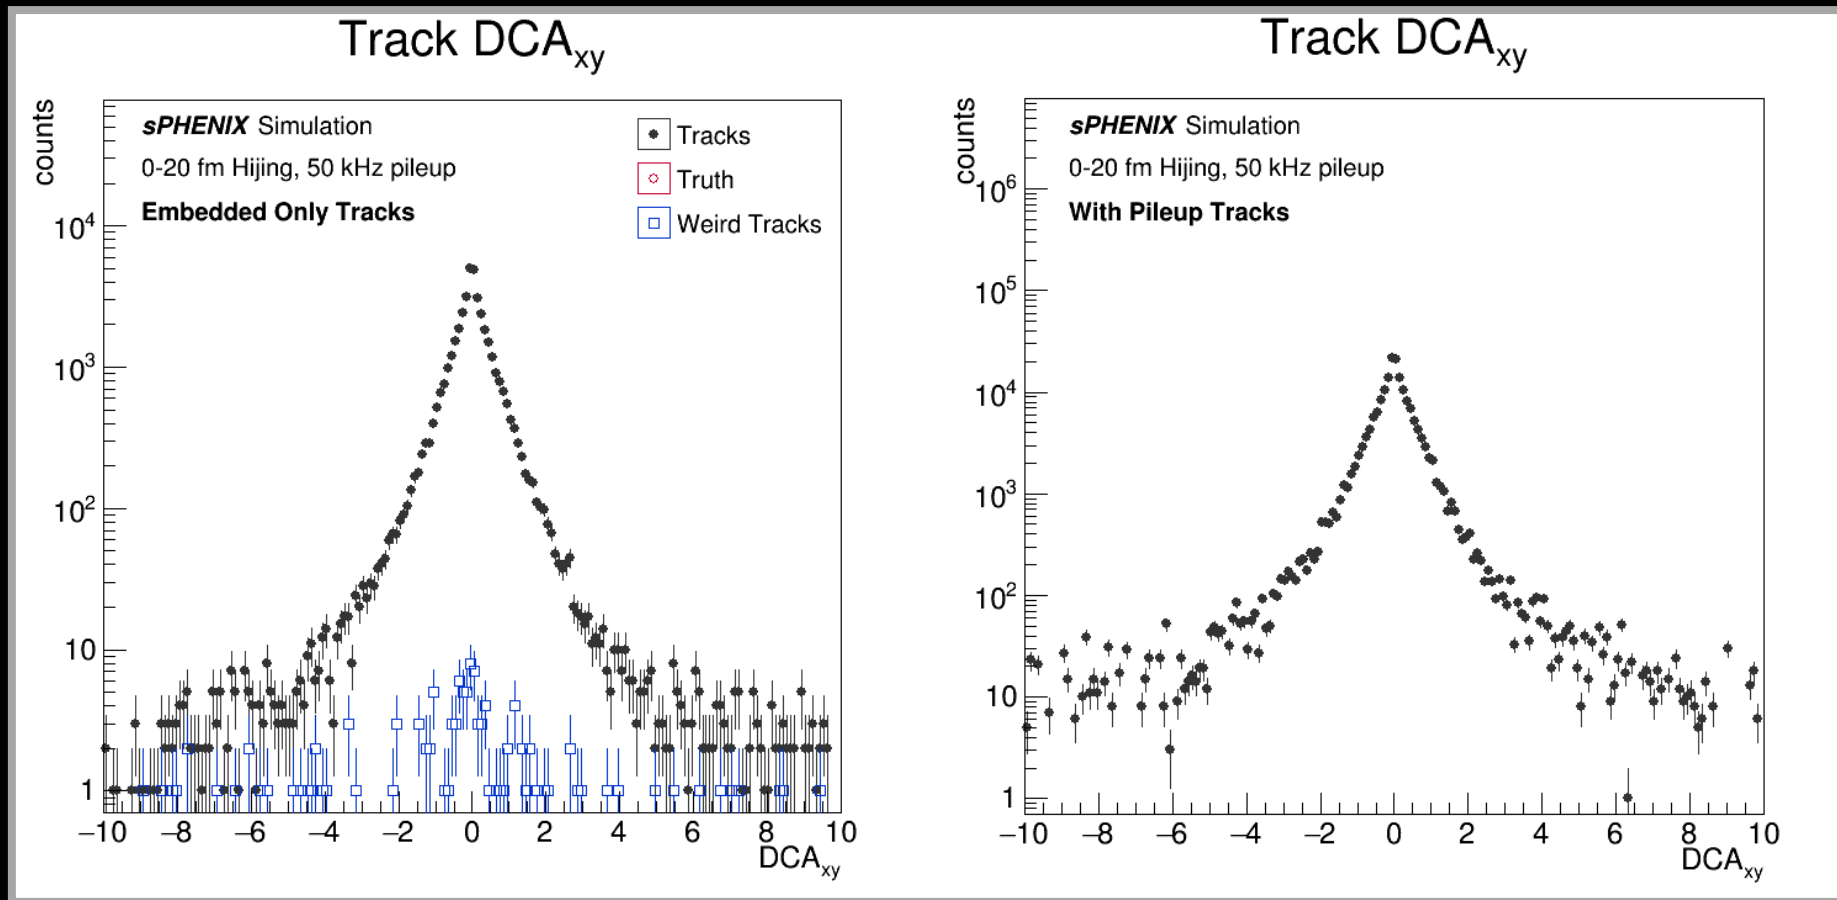 Track DCAxy
counts
sPHENIX Simulation
0-20 fm Hijing, 50 kHz pileup
Embedded Only Tracks
Tracks
Truth
Weird Tracks
10^4
10^3
10^2
10
1
−10 −8 −6 −4 −2 0 2 4 6 8 10
DCAxy
Track DCAxy
counts
sPHENIX Simulation
0-20 fm Hijing, 50 kHz pileup
With Pileup Tracks
10^6
10^5
10^4
10^3
10^2
10
1
−10 −8 −6 −4 −2 0 2 4 6 8 10
DCAxy